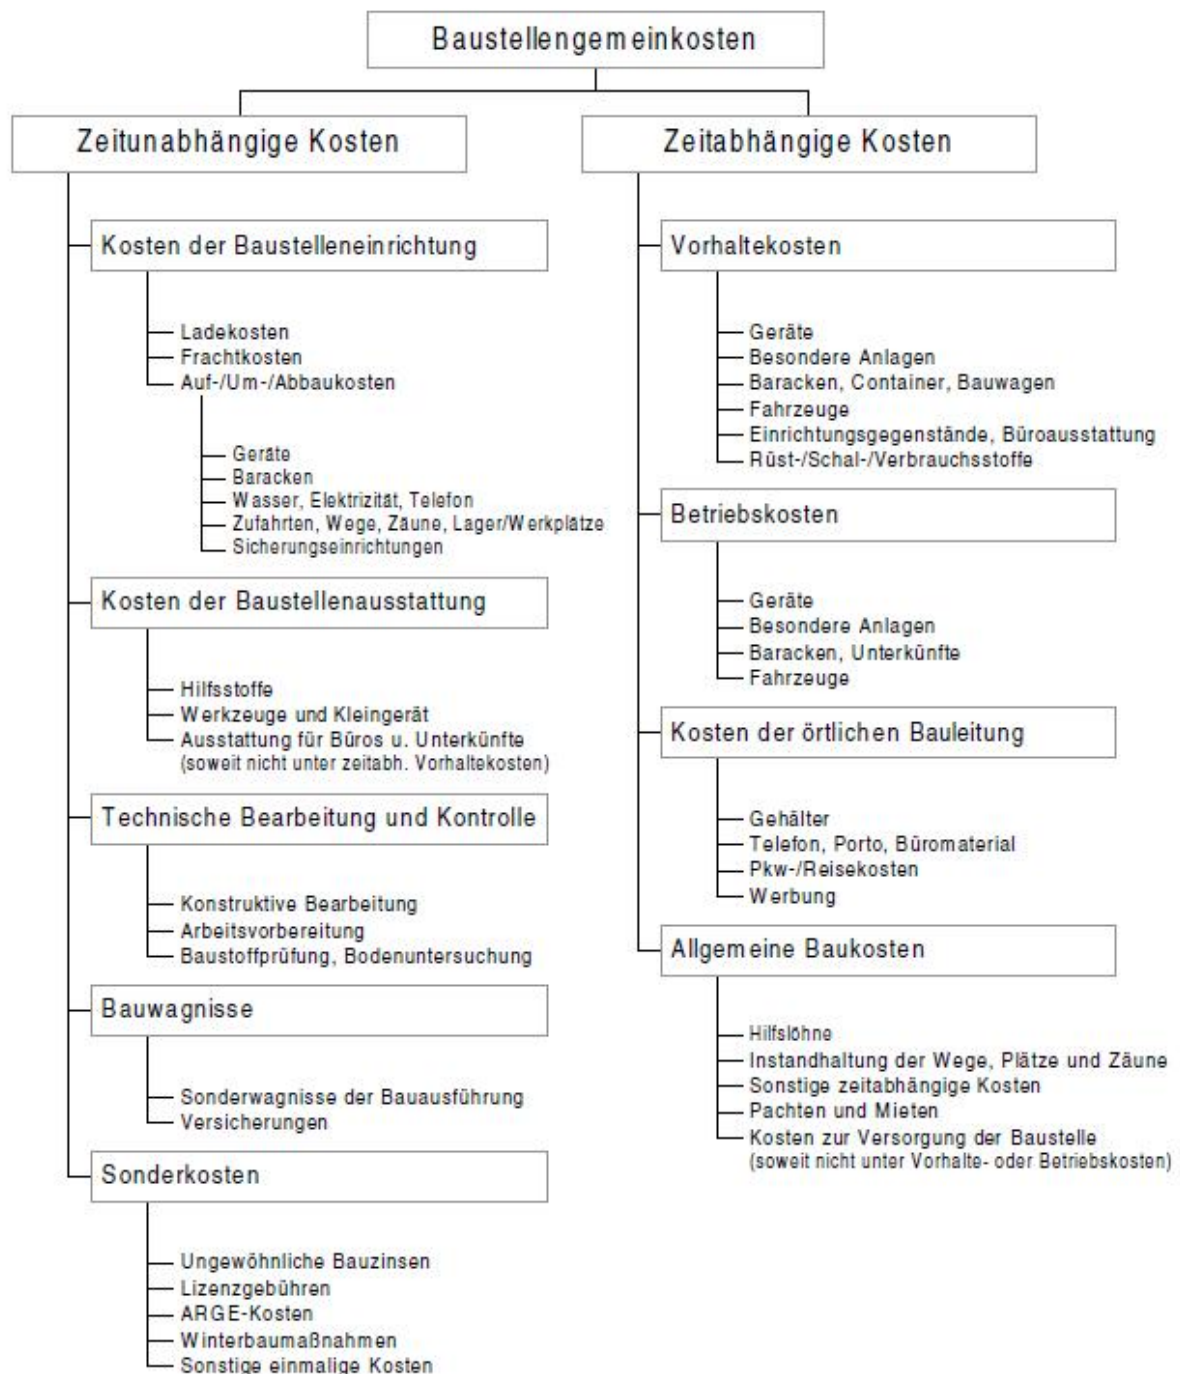 Baustellengemeinkosten
Zeitunabhängige Kosten
Kosten der Baustelleneinrichtung
Ladekosten
Frachtkosten
Auf-/Um-/Abbaukosten
Geräte
Baracken
Wasser, Elektrizität, Telefon
Zufahrten, Wege, Zäune, Lager/Werkplätze
Sicherungseinrichtungen
Kosten der Baustellenausstattung
Hilfsstoffe
Werkzeuge und Kleingerät
Ausstattung für Büros u. Unterkünfte
(soweit nicht unter zeitabh. Vorhaltekosten)
Technische Bearbeitung und Kontrolle
Konstruktive Bearbeitung
Arbeitsvorbereitung
Baustoffprüfung, Bodenuntersuchung
Bauwagnisse
Sonderwagnisse der Bauausführung
Versicherungen
Sonderkosten
Ungewöhnliche Bauzinsen
Lizenzgebühren
ARGE-Kosten
Winterbaumaßnahmen
Sonstige einmalige Kosten
Zeitabhängige Kosten
Vorhaltekosten
Geräte
Besondere Anlagen
Baracken, Container, Bauwagen
Fahrzeuge
Einrichtungsgegenstände, Büroausstattung
Rüst-/Schal-/Verbrauchsstoffe
Betriebskosten
Geräte
Besondere Anlagen
Baracken, Unterkünfte
Fahrzeuge
Kosten der örtlichen Bauleitung
Gehälter
Telefon, Porto, Büromaterial
Pkw-/Reisekosten
Werbung
Allgemeine Baukosten
Hilfslöhne
Instandhaltung der Wege, Plätze und Zäune
Sonstige zeitabhängige Kosten
Pachten und Mieten
Kosten zur Versorgung der Baustelle
(soweit nicht unter Vorhalte- oder Betriebskosten)